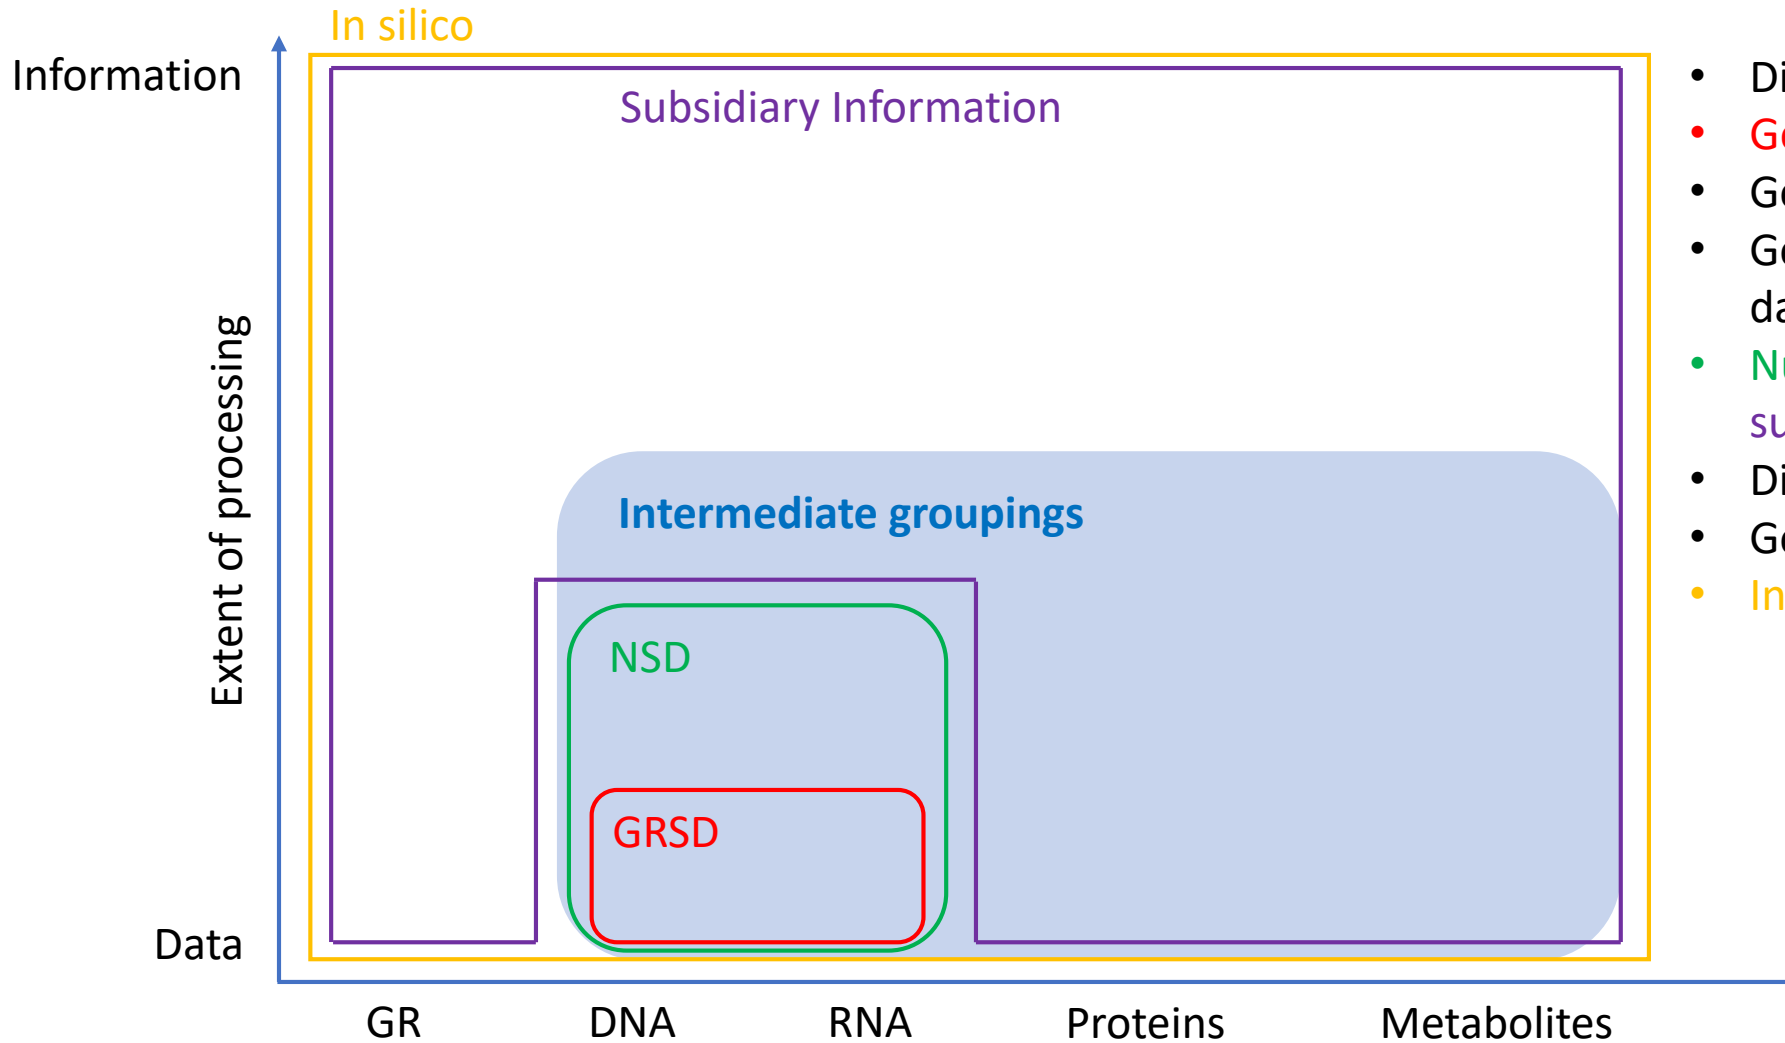 In silico
Information
Subsidiary Information
Extent of processing
Intermediate groupings
NSD
GRSD
Data
GR DNA RNA Proteins Metabolites
• Di
• Ge
• Ge
• Ge
da
• Nu
su
• Di
• Ge
• In